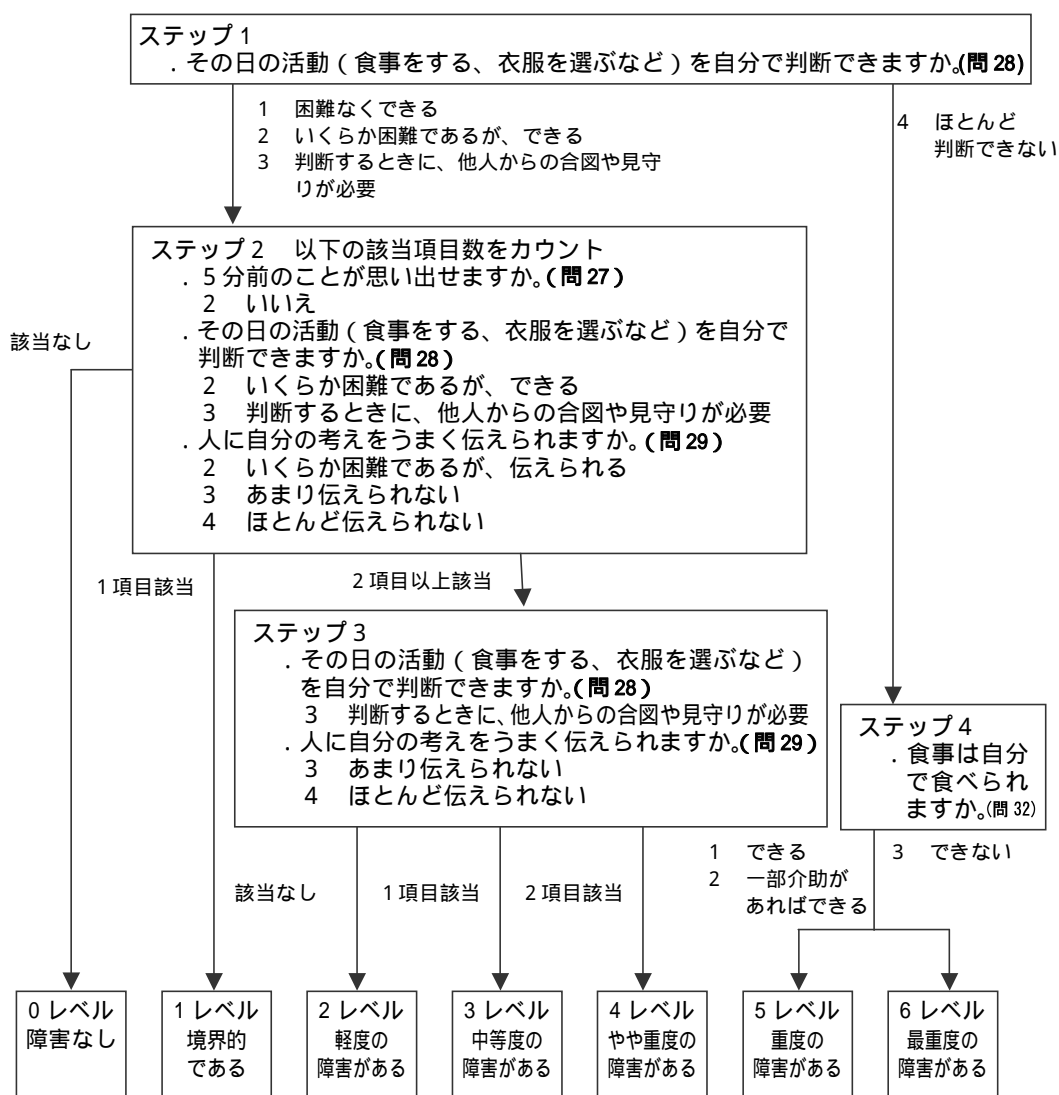 ステップ1
．その日の活動（食事をする、衣服を選ぶなど）を自分で判断できますか。(問28)
1 困難なくできる
2 いくらか困難であるが、できる
3 判断するときに、他人からの合図や見守
りが必要
4 ほとんど
判断できない
ステップ2 以下の該当項目数をカウント
．5分前のことが思い出せますか。(問27)
2 いいえ
．その日の活動（食事をする、衣服を選ぶなど）を自分で
判断できますか。(問28)
2 いくらか困難であるが、できる
3 判断するときに、他人からの合図や見守りが必要
．人に自分の考えをうまく伝えられますか。(問29)
2 いくらか困難であるが、伝えられる
3 あまり伝えられない
4 ほとんど伝えられない
該当なし
1項目該当
2項目以上該当
ステップ3
．その日の活動（食事をする、衣服を選ぶなど）
を自分で判断できますか。(問28)
3 判断するときに、他人からの合図や見守りが必要
．人に自分の考えをうまく伝えられますか。(問29)
3 あまり伝えられない
4 ほとんど伝えられない
ステップ4
．食事は自分
で食べられ
ますか。(問32)
該当なし
1項目該当
2項目該当
1 できる
2 一部介助が
あればできる
3 できない
0レベル
障害なし
1レベル
境界的
である
2レベル
軽度の
障害がある
3レベル
中等度の
障害がある
4レベル
やや重度の
障害がある
5レベル
重度の
障害がある
6レベル
最重度の
障害がある